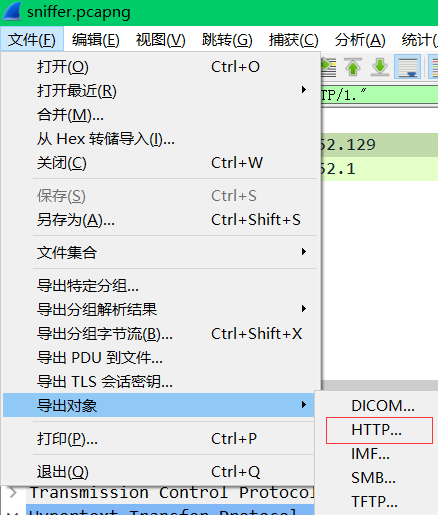 sniffer.pcapng
文件(F) 编辑(E) 视图(V) 跳转(G) 捕获(C) 分析(A) 统计(
打开(O) Ctrl+O
打开最近(R)
TP/1."
合并(M)...
从 Hex 转储导入(I)...
52.129
关闭(C) Ctrl+W
52.1
保存(S) Ctrl+S
另存为(A)... Ctrl+Shift+S
文件集合
导出特定分组...
导出分组解析结果
导出分组字节流(B)... Ctrl+Shift+X
导出 PDU 到文件...
导出 TLS 会话密钥...
导出对象
DICOM...
打印(P)... Ctrl+P
HTTP...
IMF...
退出(Q) Ctrl+Q
SMB...
Transmission Control Protoco
TFTP...
Hypertext Transfer Protocol